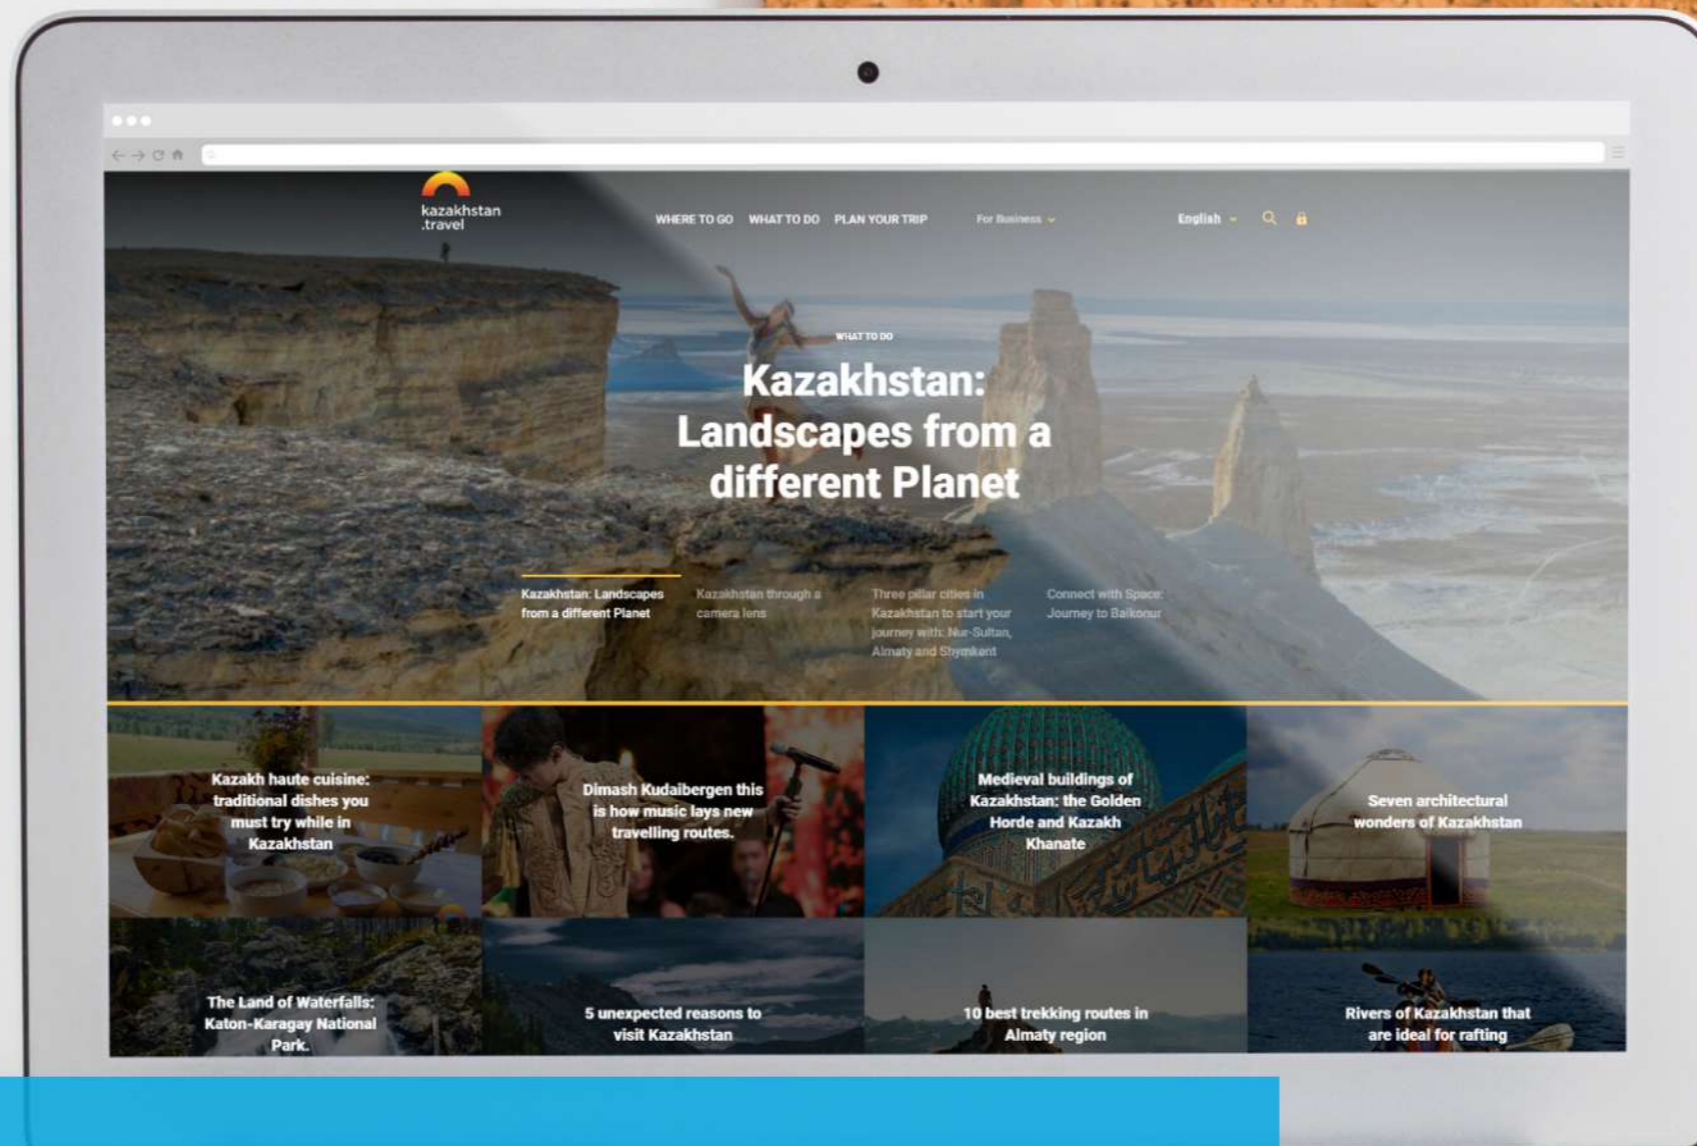 kazakhstan
.travel
WHERE TO GO WHAT TO DO PLAN YOUR TRIP For Business English
WHAT TO DO
Kazakhstan:
Landscapes from a
different Planet
Kazakhstan: Landscapes
from a different Planet
Kazakhstan through a
camera lens
Three pillar cities in
Kazakhstan to start your
journey with: Nur-Sultan,
Almaty and Shymkent
Connect with Space:
Journey to Baikonur
Kazakh haute cuisine:
traditional dishes you
must try while in
Kazakhstan
Dimash Kudaibergen this
is how music lays new
travelling routes.
Medieval buildings of
Kazakhstan: the Golden
Horde and Kazakh
Khanate
Seven architectural
wonders of Kazakhstan
The Land of Waterfalls:
Katon-Karagay National
Park.
5 unexpected reasons to
visit Kazakhstan
10 best trekking routes in
Almaty region
Rivers of Kazakhstan that
are ideal for rafting